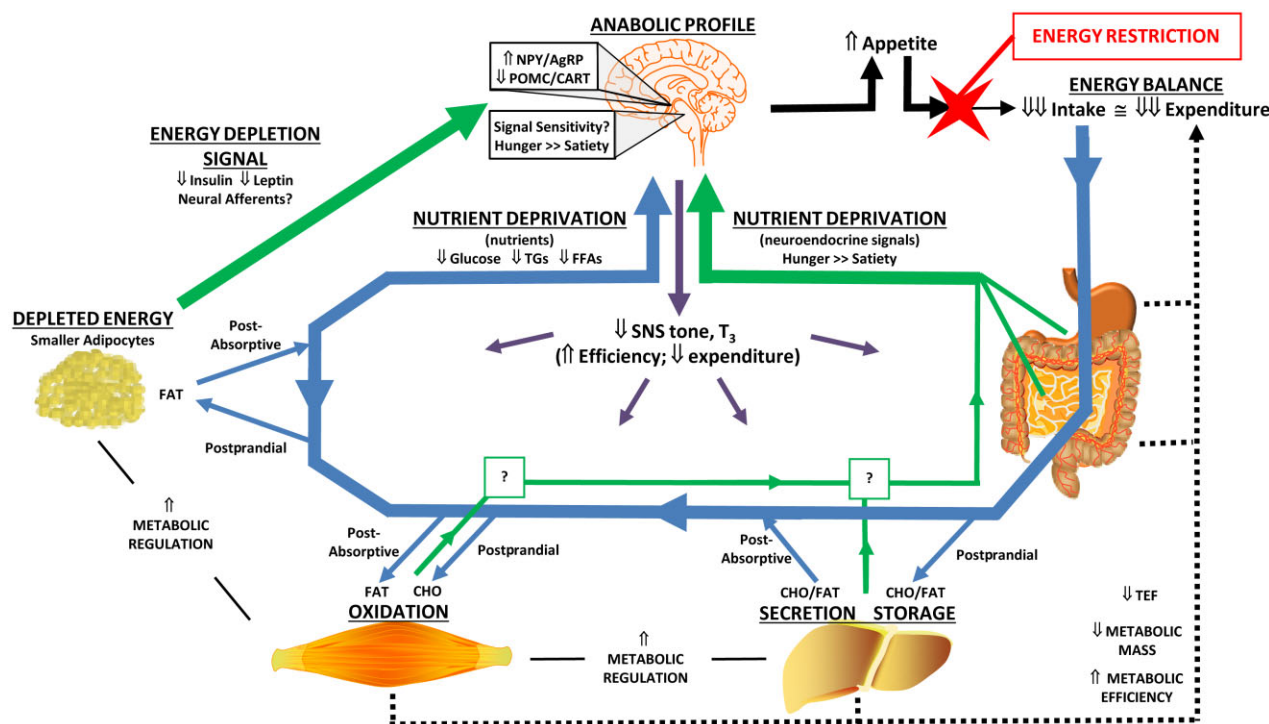 ANABOLIC PROFILE
⇑ NPY/AgRP
⇓ POMC/CART
Signal Sensitivity?
Hunger >> Satiety
⇑ Appetite
ENERGY RESTRICTION
ENERGY BALANCE
⇓⇓⇓ Intake ≅ ⇓⇓⇓ Expenditure
ENERGY DEPLETION
SIGNAL
⇓ Insulin ⇓ Leptin
Neural Afferents?
NUTRIENT DEPRIVATION
(nutrients)
⇓ Glucose ⇓ TGs ⇓ FFAs
NUTRIENT DEPRIVATION
(neuroendocrine signals)
Hunger >> Satiety
DEPLETED ENERGY
Smaller Adipocytes
FAT
Post-
Absorptive
Postprandial
⇓ SNS tone, T3
(⇑ Efficiency; ⇓ expenditure)
?
?
⇑
METABOLIC
REGULATION
Post-
Absorptive
Postprandial
FAT CHO
OXIDATION
Post-
Absorptive
Postprandial
CHO/FAT CHO/FAT
SECRETION STORAGE
⇑
METABOLIC
REGULATION
⇓ TEF
⇓ METABOLIC
MASS
⇑ METABOLIC
EFFICIENCY